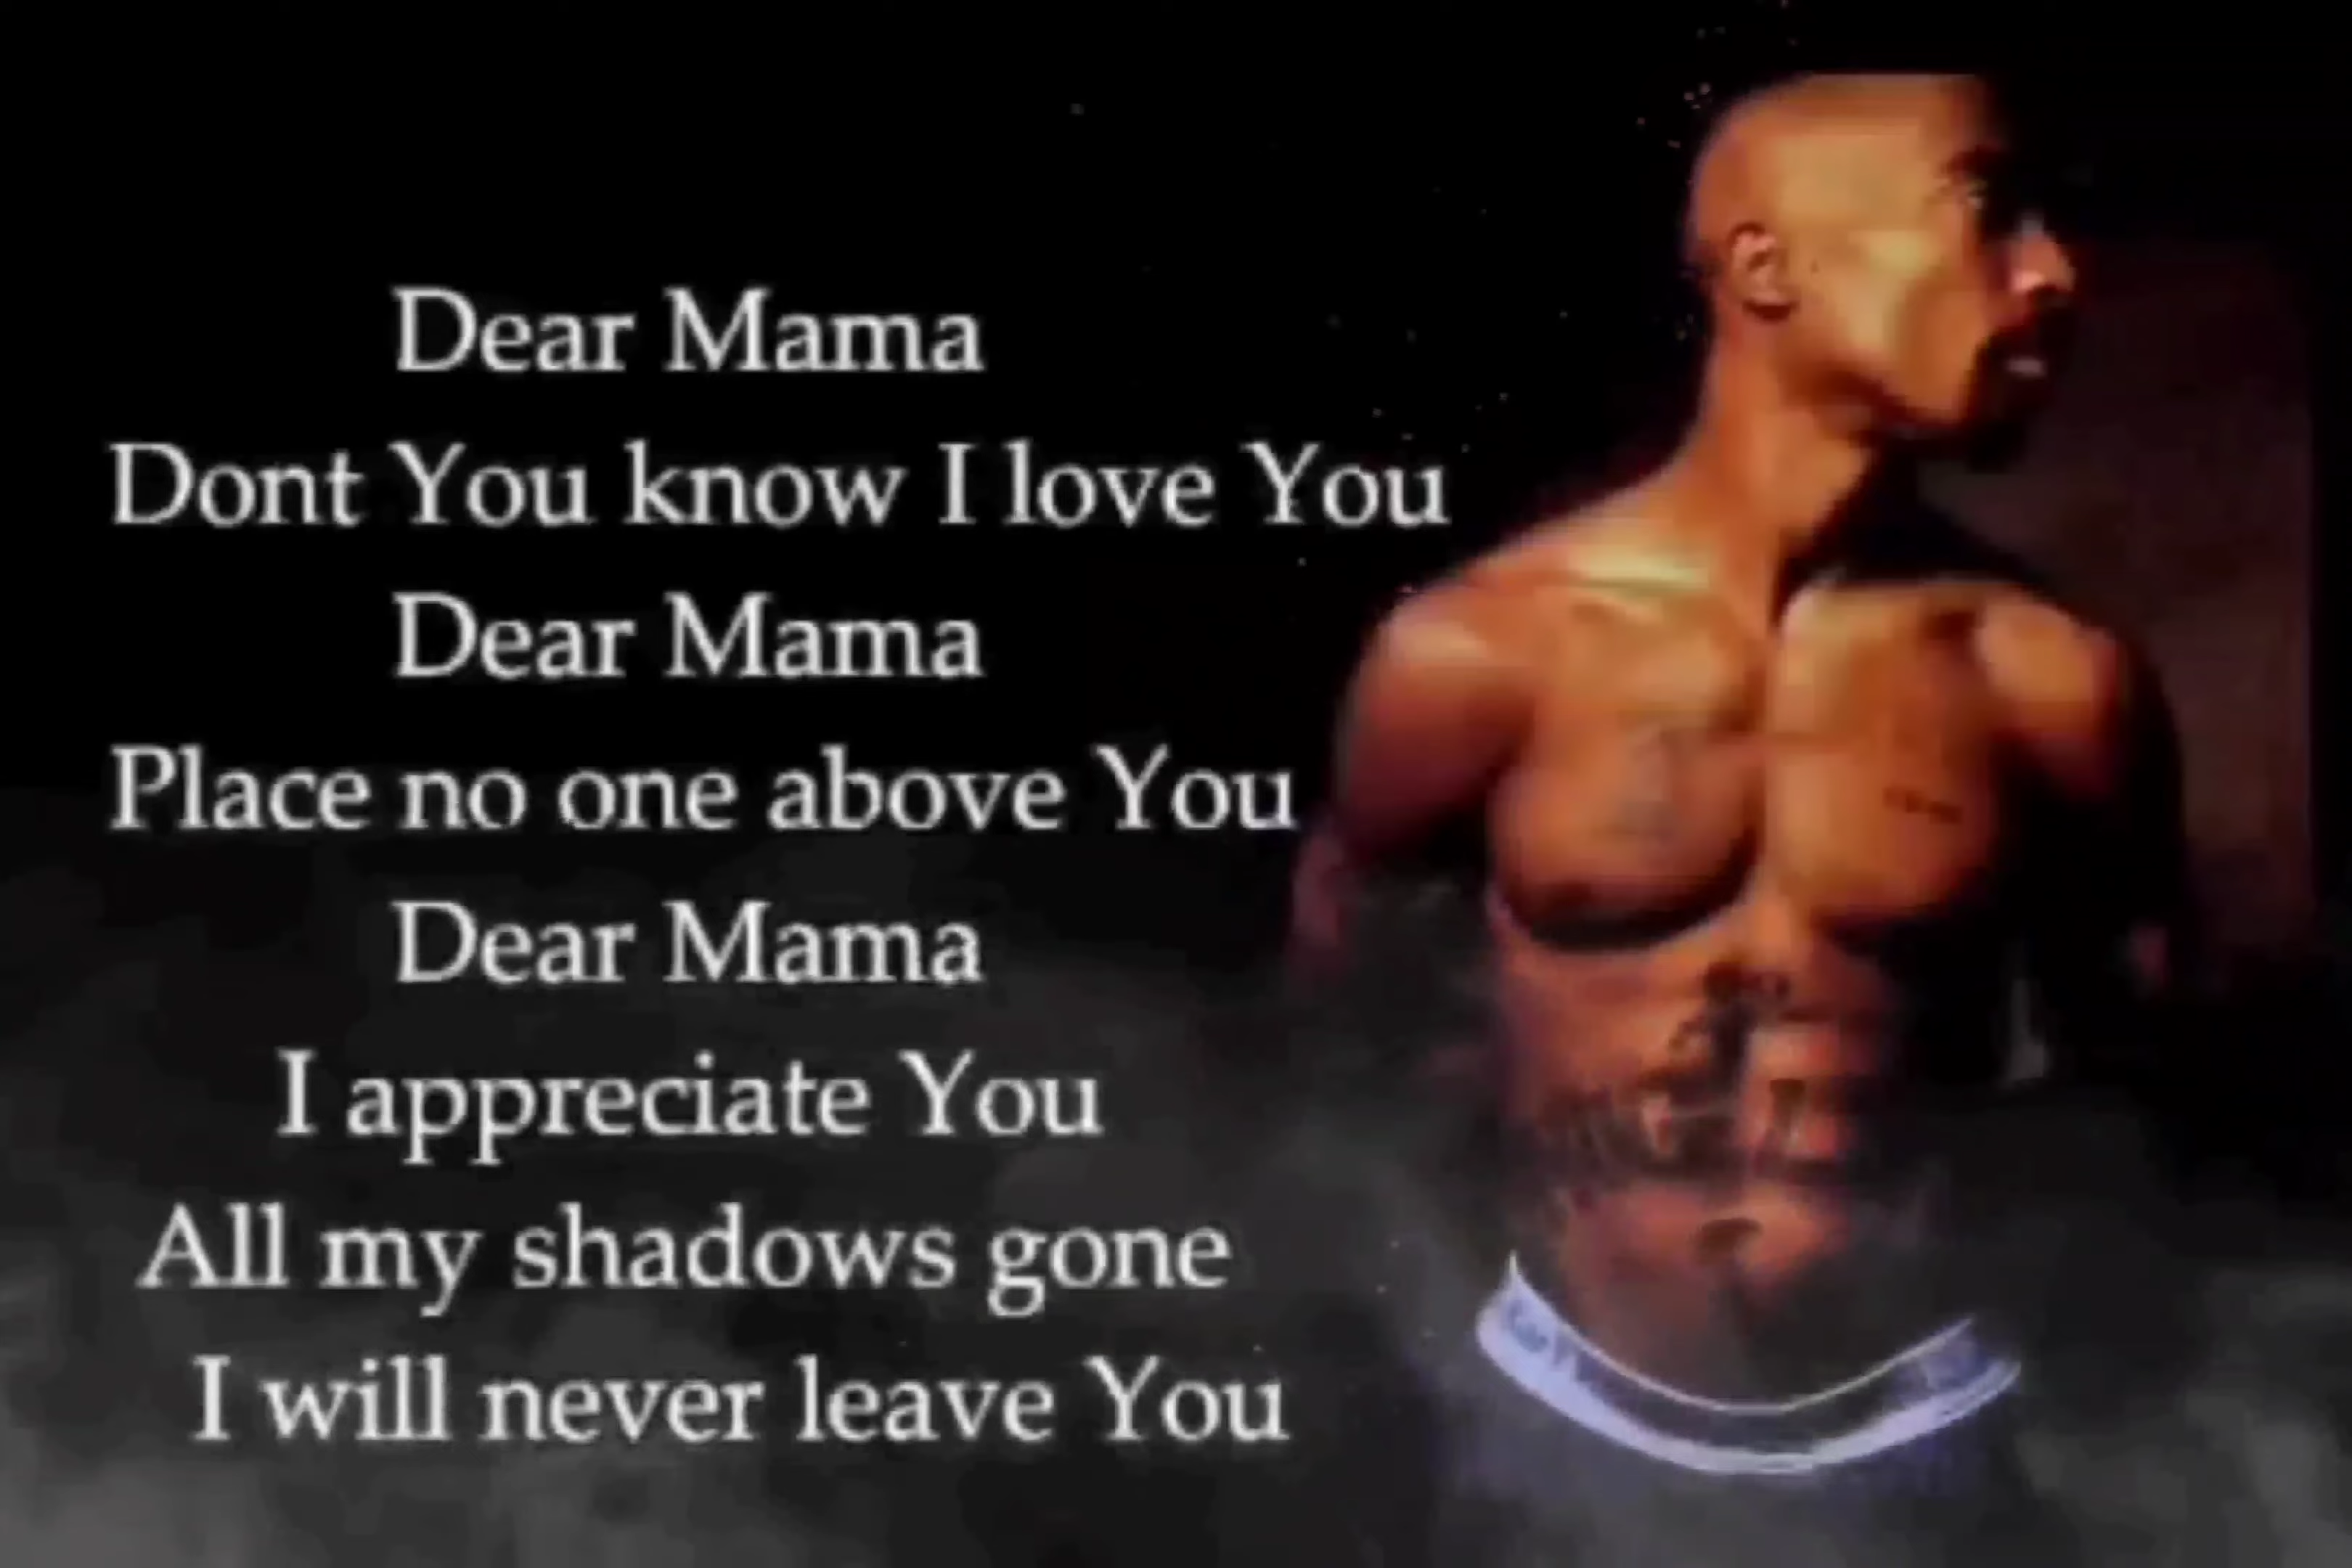 Dear Mama
Dont You know I love You
Dear Mama
Place no one above You
Dear Mama
I appreciate You
All my shadows gone
I will never leave You